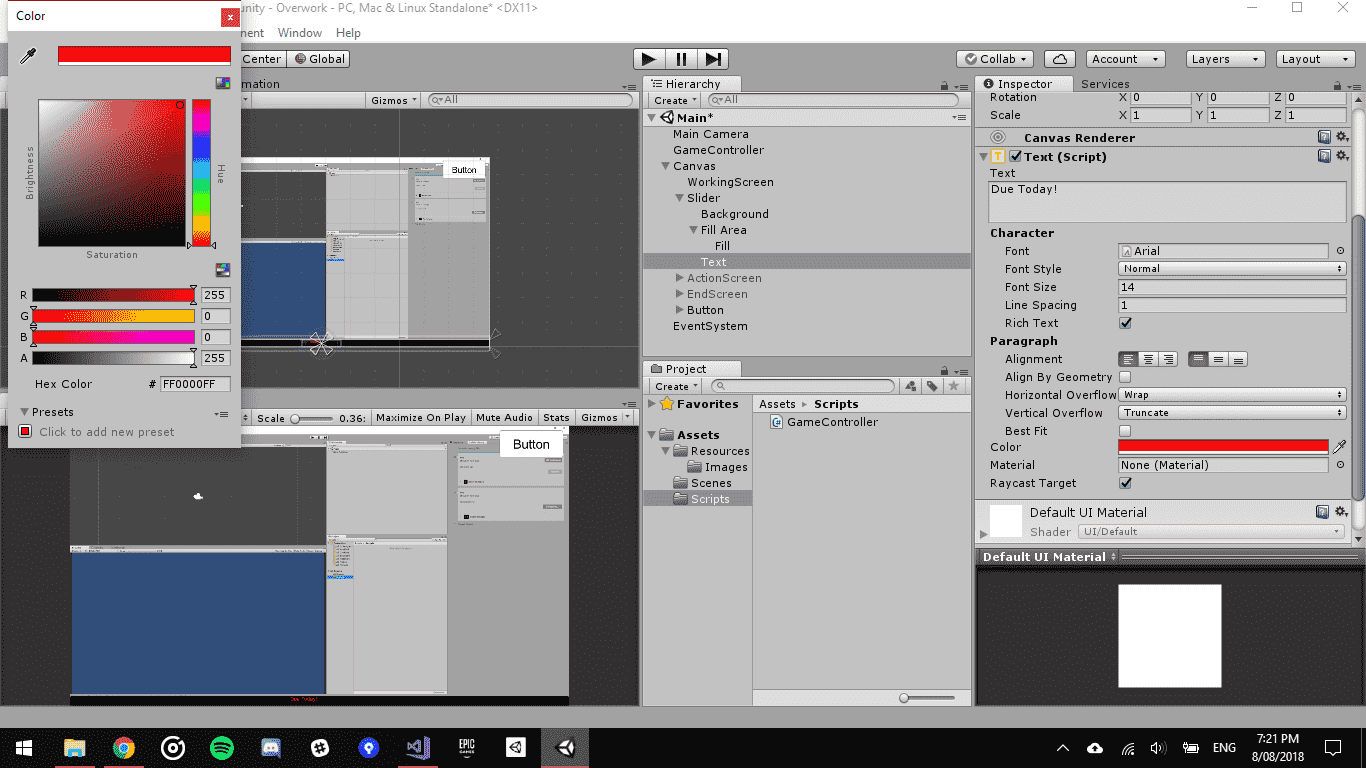 Color
unity - Overwork - PC, Mac & Linux Standalone* <DX11>
Window Help
Center Global
Collab Account Layers Layout
Gizmos All
Button
Brightness
Hue
Saturation
R 255
G 0
B 0
A 255
Hex Color # FF0000FF
Presets
Click to add new preset
Scale 0.36: Maximize On Play Mute Audio Stats Gizmos
Button
Due Today!
Hierarchy
Create All
Main*
Main Camera
GameController
Canvas
WorkingScreen
Slider
Background
Fill Area
Fill
Text
ActionScreen
EndScreen
Button
EventSystem
Project
Create
Favorites
Assets
Resources
Images
Scenes
Scripts
Assets ▸ Scripts
GameController
Inspector Services
Rotation X 0 Y 0 Z 0
Scale X 1 Y 1 Z 1
Canvas Renderer
Text (Script)
Text
Due Today!
Character
Font Arial
Font Style Normal
Font Size 14
Line Spacing 1
Rich Text
Paragraph
Alignment
Align By Geometry
Horizontal Overflow Wrap
Vertical Overflow Truncate
Best Fit
Color
Material None (Material)
Raycast Target
Default UI Material
Shader UI/Default
Default UI Material
EPIC
GAMES
ENG
7:21 PM
8/08/2018